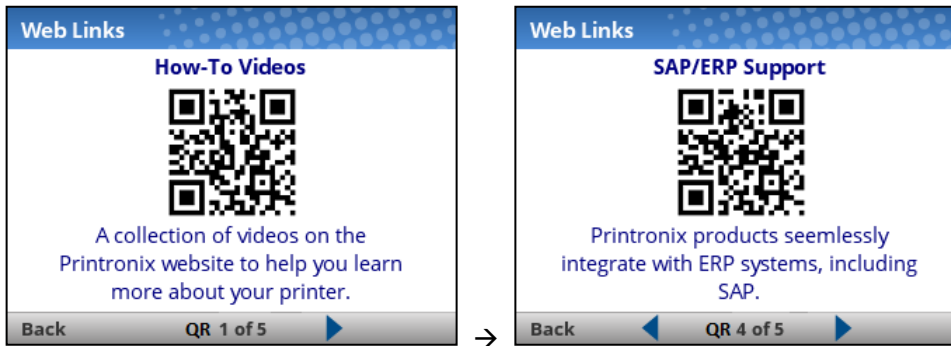 Web Links
How-To Videos
A collection of videos on the
Printronix website to help you learn
more about your printer.
Back QR 1 of 5
→
Web Links
SAP/ERP Support
Printronix products seemlessly
integrate with ERP systems, including
SAP.
Back QR 4 of 5